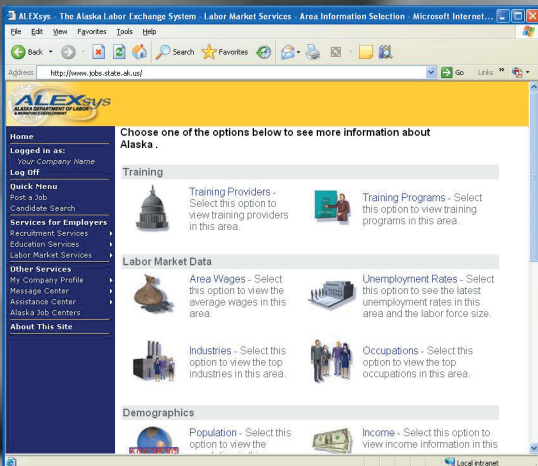 ALEXsys - The Alaska Labor Exchange System - Labor Market Services - Area Information Selection - Microsoft Internet...
File Edit View Favorites Tools Help
Back Search Favorites
Address http://www.jobs.state.ak.us/ Go Links »
ALEXsys
ALASKA DEPARTMENT OF LABOR
& WORKFORCE DEVELOPMENT
Home
Logged in as:
Your Company Name
Log Off
Quick Menu
Post a Job
Candidate Search
Services for Employers
Recruitment Services
Education Services
Labor Market Services
Other Services
My Company Profile
Message Center
Assistance Center
Alaska Job Centers
About This Site
Choose one of the options below to see more information about
Alaska .
Training
Training Providers -
Select this option to
view training providers
in this area.
Training Programs - Select
this option to view training
programs in this area.
Labor Market Data
Area Wages - Select
this option to view the
average wages in this
area.
Unemployment Rates - Select
this option to see the latest
unemployment rates in this
area and the labor force size.
Industries - Select this
option to view the top
industries in this area.
Occupations - Select this
option to view the top
occupations in this area.
Demographics
Population - Select this
option to view the
Income - Select this option to
view income information in this
Local intranet